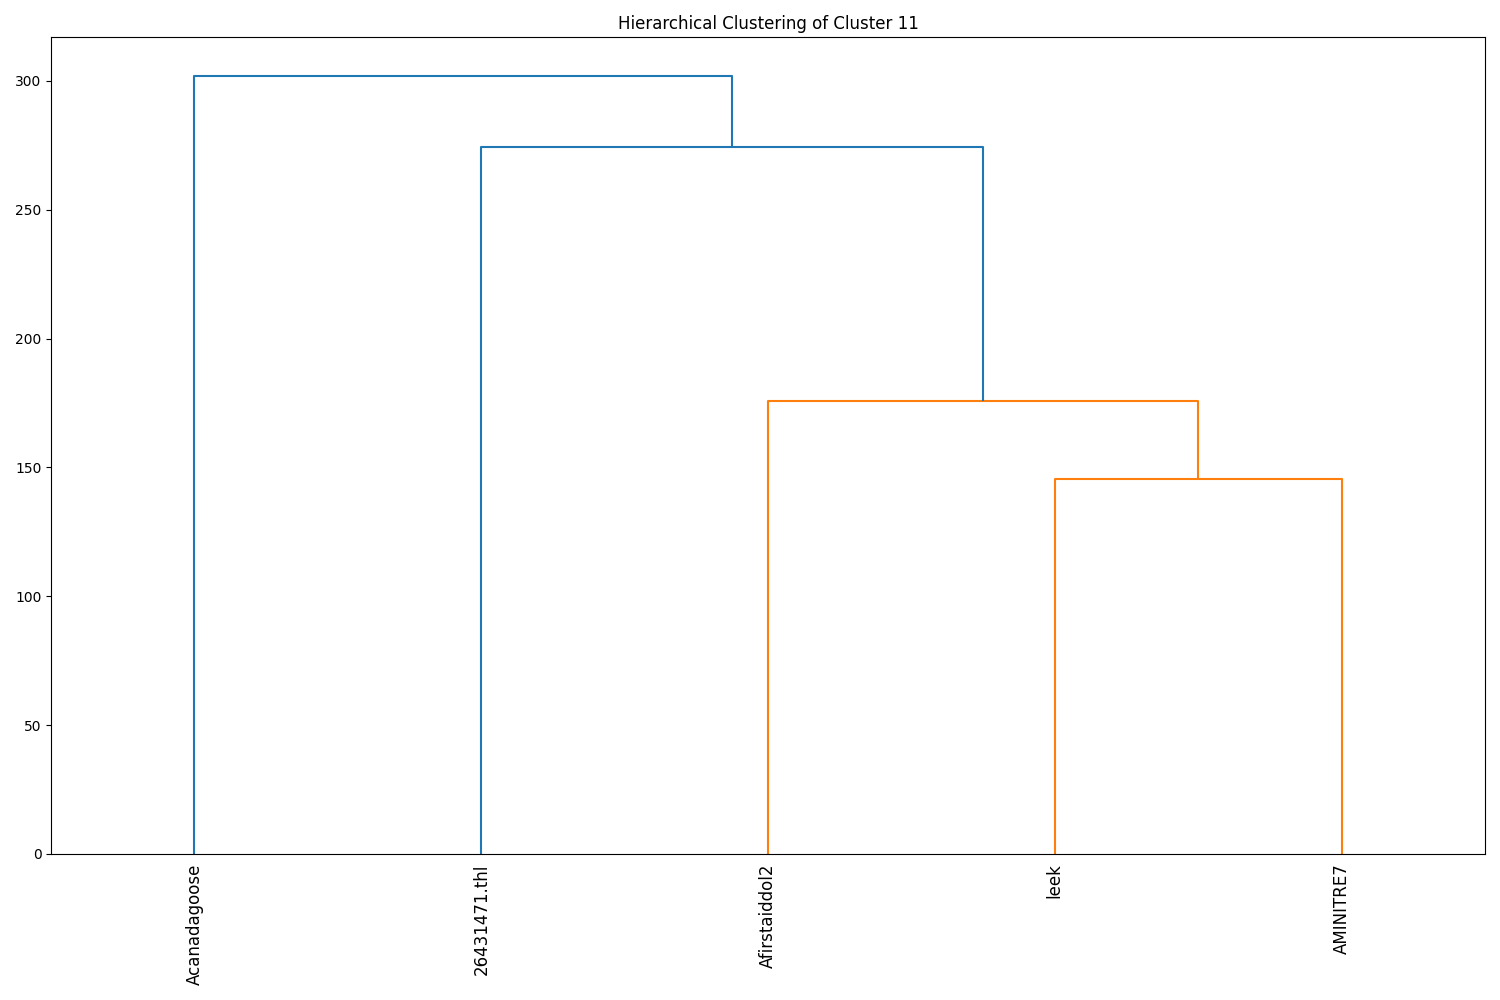 Hierarchical Clustering of Cluster 11
300
250
200
150
100
50
0
Acanadagoose
26431471.thl
Afirstaiddol2
leek
AMINITRE7